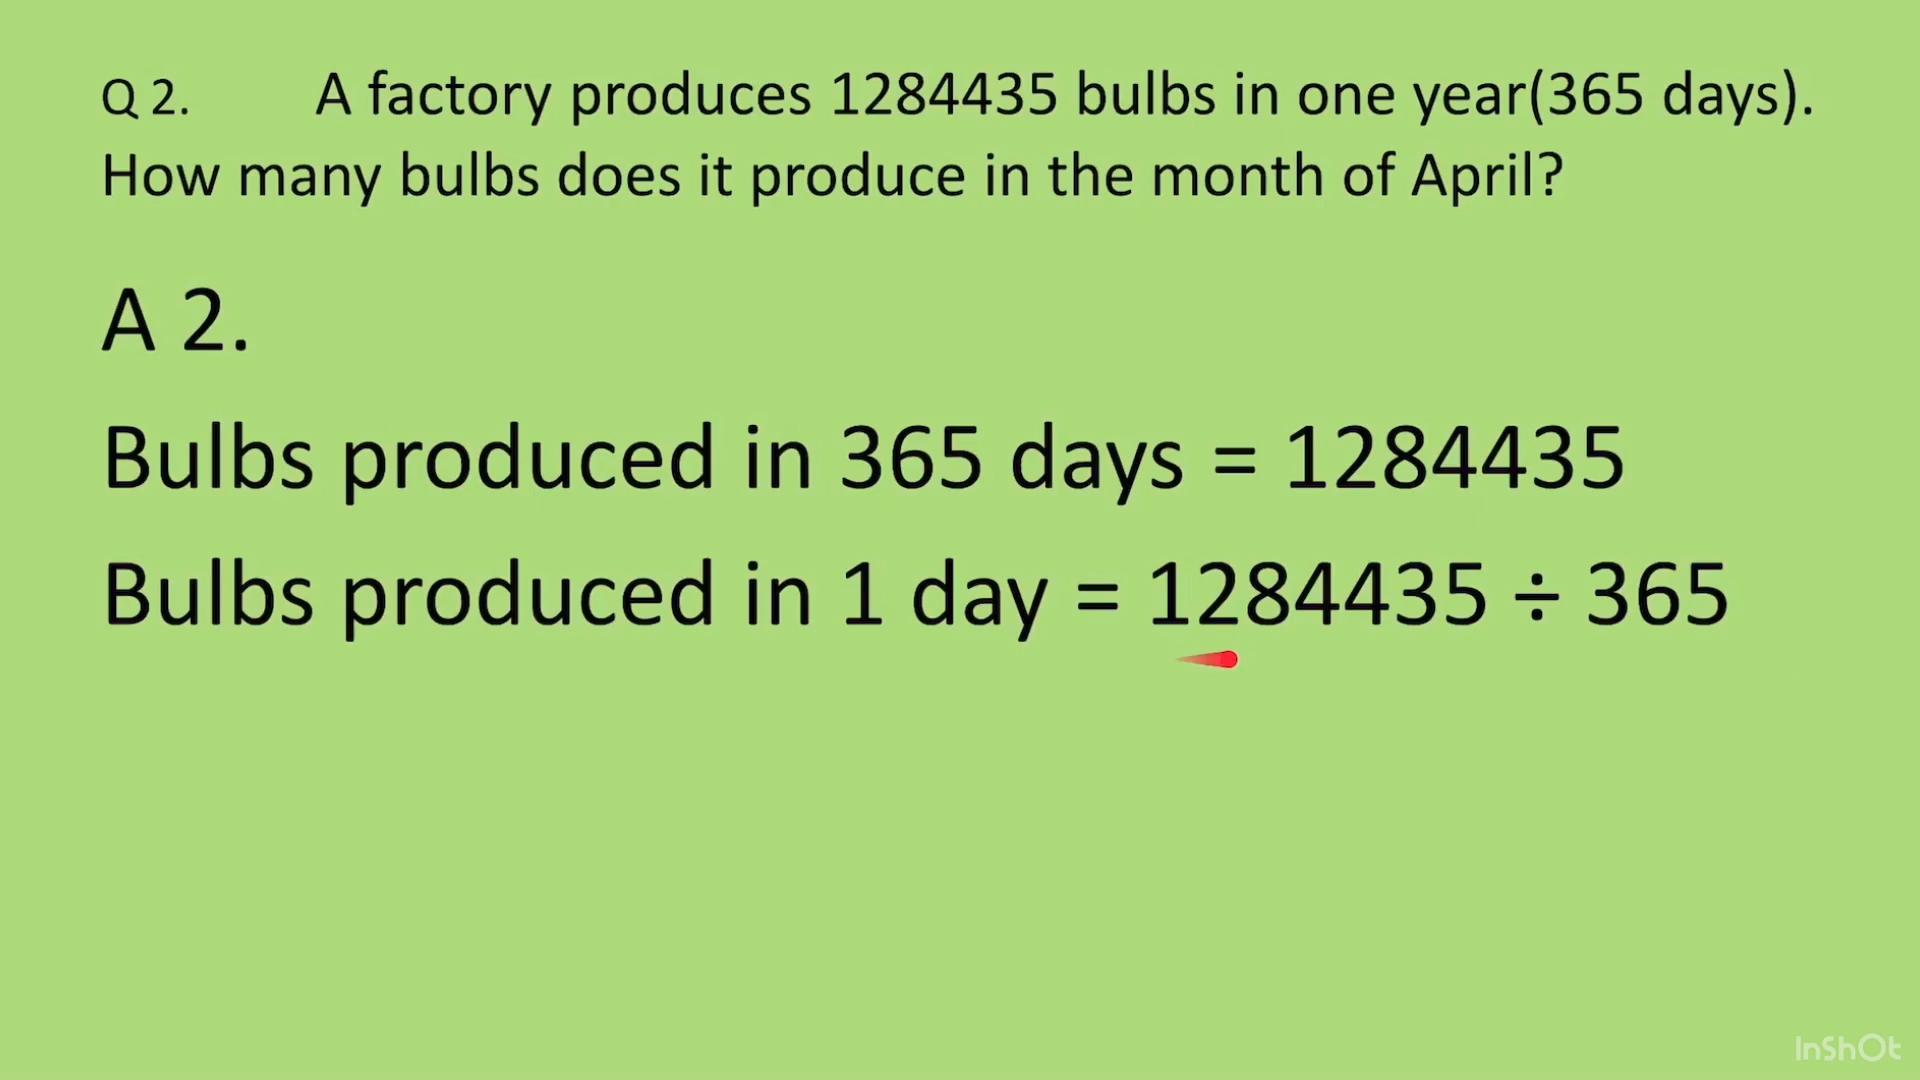 Q 2. A factory produces 1284435 bulbs in one year(365 days).
How many bulbs does it produce in the month of April?
A 2.
Bulbs produced in 365 days = 1284435
Bulbs produced in 1 day = 1284435 ÷ 365
InShOt